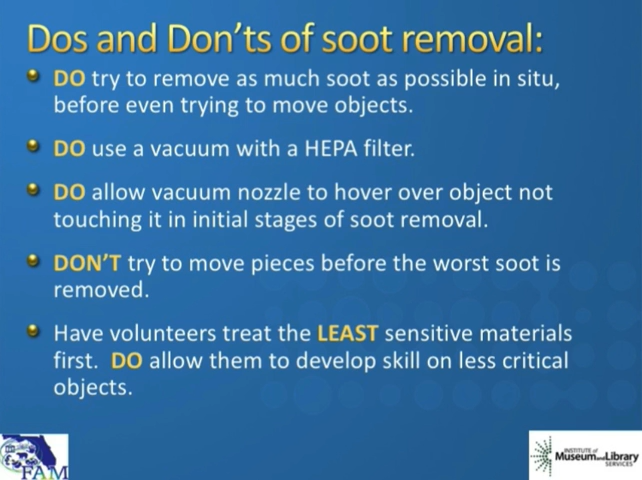 Dos and Don'ts of soot removal:
DO try to remove as much soot as possible in situ,
before even trying to move objects.
DO use a vacuum with a HEPA filter.
DO allow vacuum nozzle to hover over object not
touching it in initial stages of soot removal.
DON'T try to move pieces before the worst soot is
removed.
Have volunteers treat the LEAST sensitive materials
first. DO allow them to develop skill on less critical
objects.
FAM
INSTITUTE of
Museum and Library
SERVICES